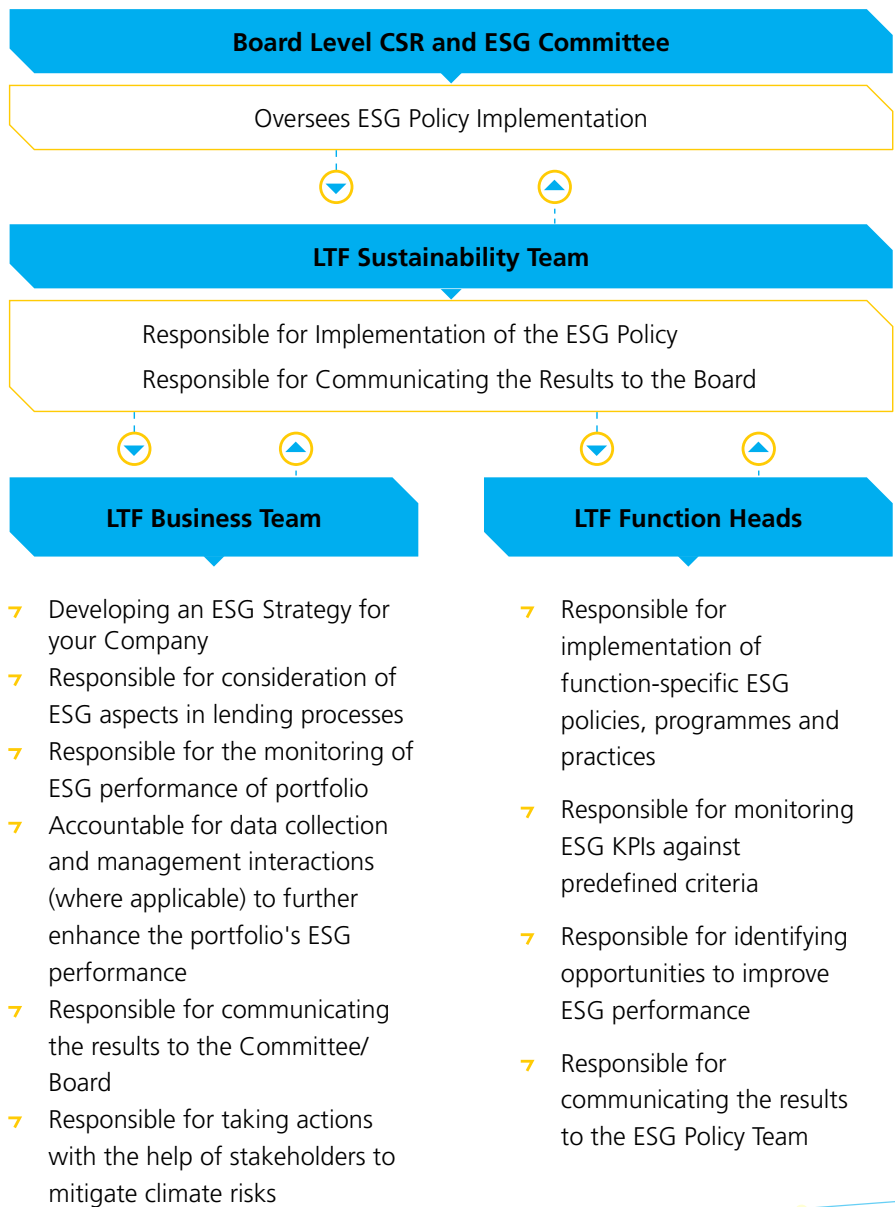 Board Level CSR and ESG Committee
Oversees ESG Policy Implementation
LTF Sustainability Team
Responsible for Implementation of the ESG Policy
Responsible for Communicating the Results to the Board
LTF Business Team
Developing an ESG Strategy for
your Company
Responsible for consideration of
ESG aspects in lending processes
Responsible for the monitoring of
ESG performance of portfolio
Accountable for data collection
and management interactions
(where applicable) to further
enhance the portfolio's ESG
performance
Responsible for communicating
the results to the Committee/
Board
Responsible for taking actions
with the help of stakeholders to
mitigate climate risks
LTF Function Heads
Responsible for
implementation of
function-specific ESG
policies, programmes and
practices
Responsible for monitoring
ESG KPIs against
predefined criteria
Responsible for identifying
opportunities to improve
ESG performance
Responsible for
communicating the results
to the ESG Policy Team